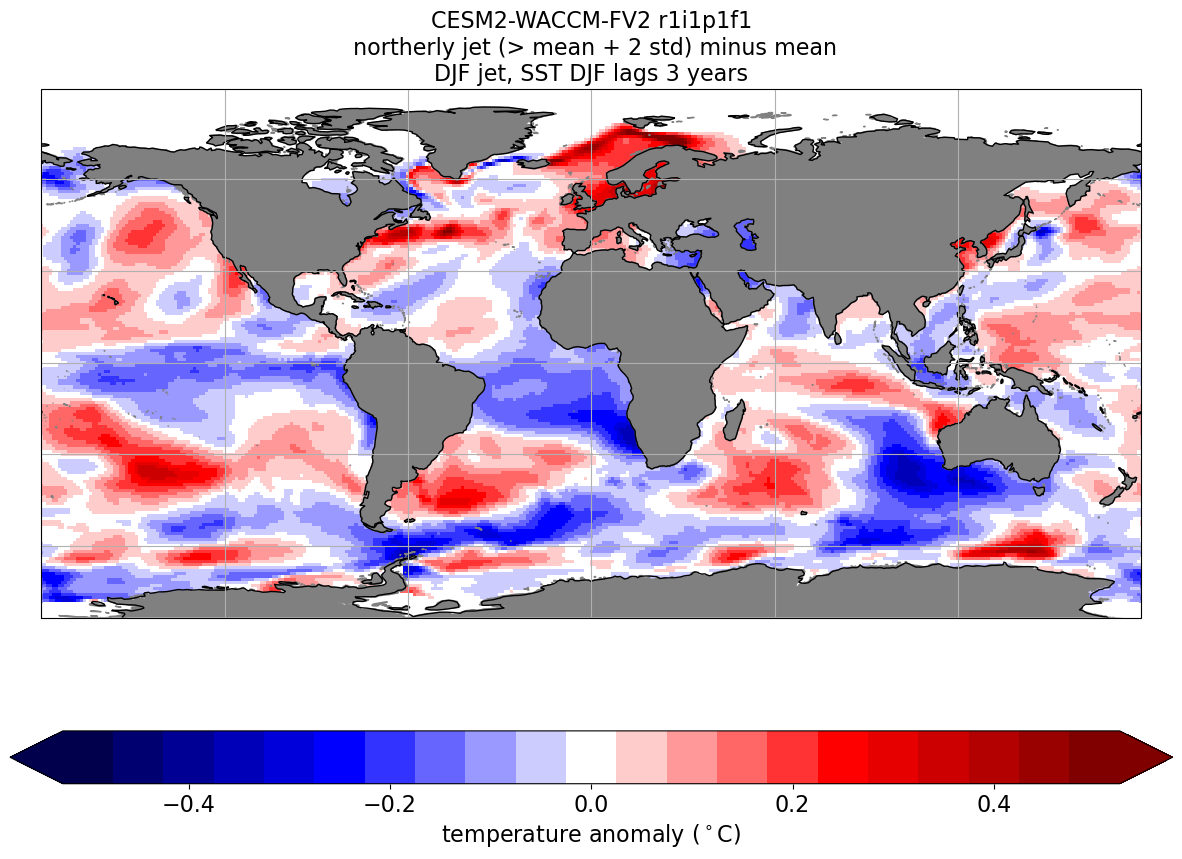 CESM2-WACCM-FV2 r1i1p1f1
northerly jet (> mean + 2 std) minus mean
DJF jet, SST DJF lags 3 years
−0.4 −0.2 0.0 0.2 0.4
temperature anomaly (°C)